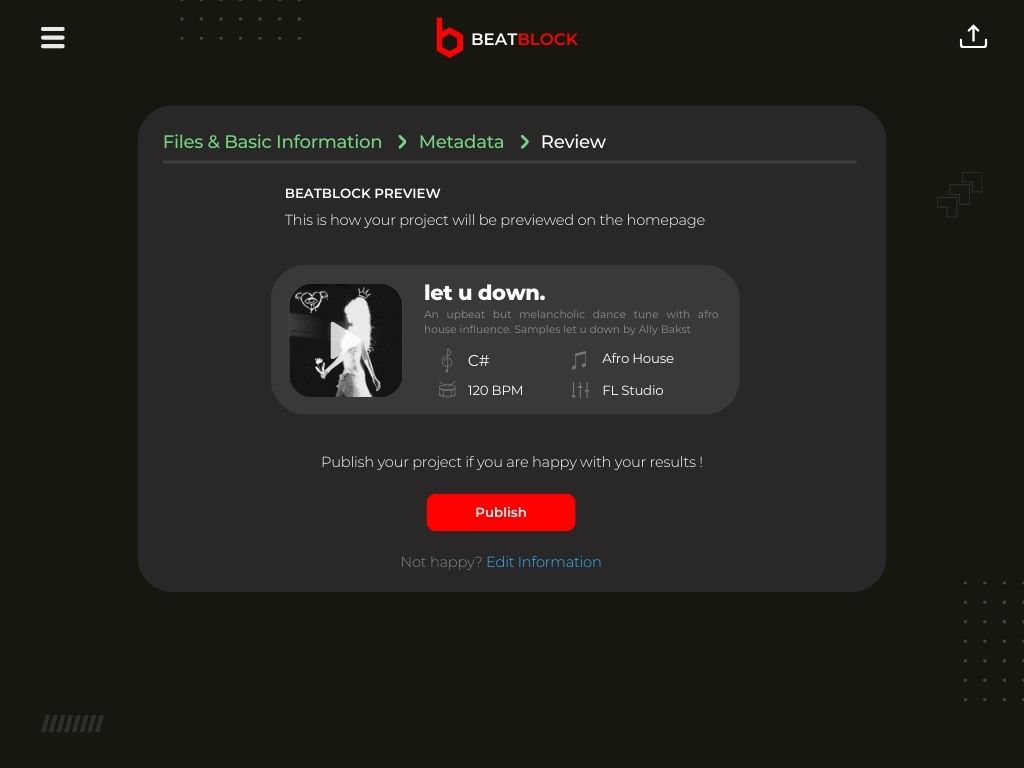 BEATBLOCK
Files & Basic Information > Metadata > Review
BEATBLOCK PREVIEW
This is how your project will be previewed on the homepage
let u down.
An upbeat but melancholic dance tune with afro
house influence. Samples let u down by Ally Bakst
C# Afro House
120 BPM FL Studio
Publish your project if you are happy with your results !
Publish
Not happy? Edit Information